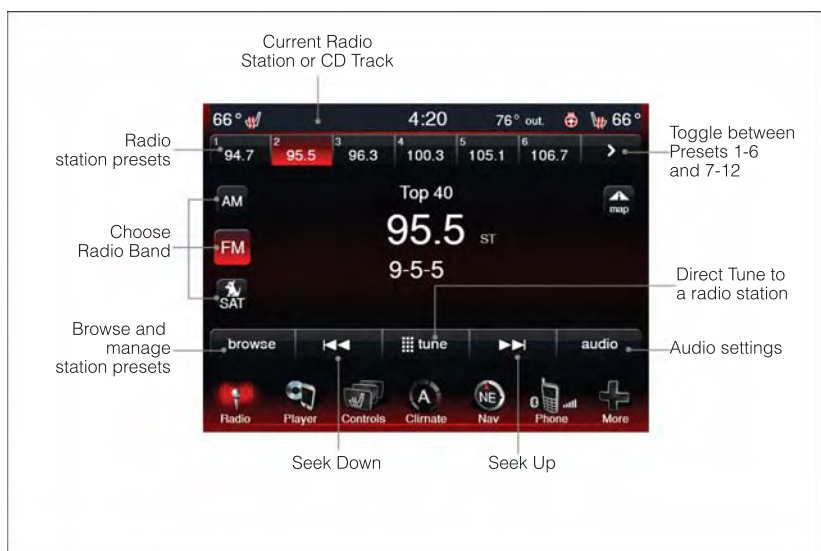 Current Radio
Station or CD Track
66° 4:20 76° out. 66°
Radio
station presets
1 94.7 2 95.5 3 96.3 4 100.3 5 105.1 6 106.7 >
Toggle between
Presets 1-6
and 7-12
AM
Top 40
map
Choose
Radio Band
FM
95.5 ST
9-5-5
SAT
Direct Tune to
a radio station
Browse and
manage
station presets
browse tune audio
Audio settings
A NE
Radio Player Controls Climate Nav Phone More
Seek Down Seek Up